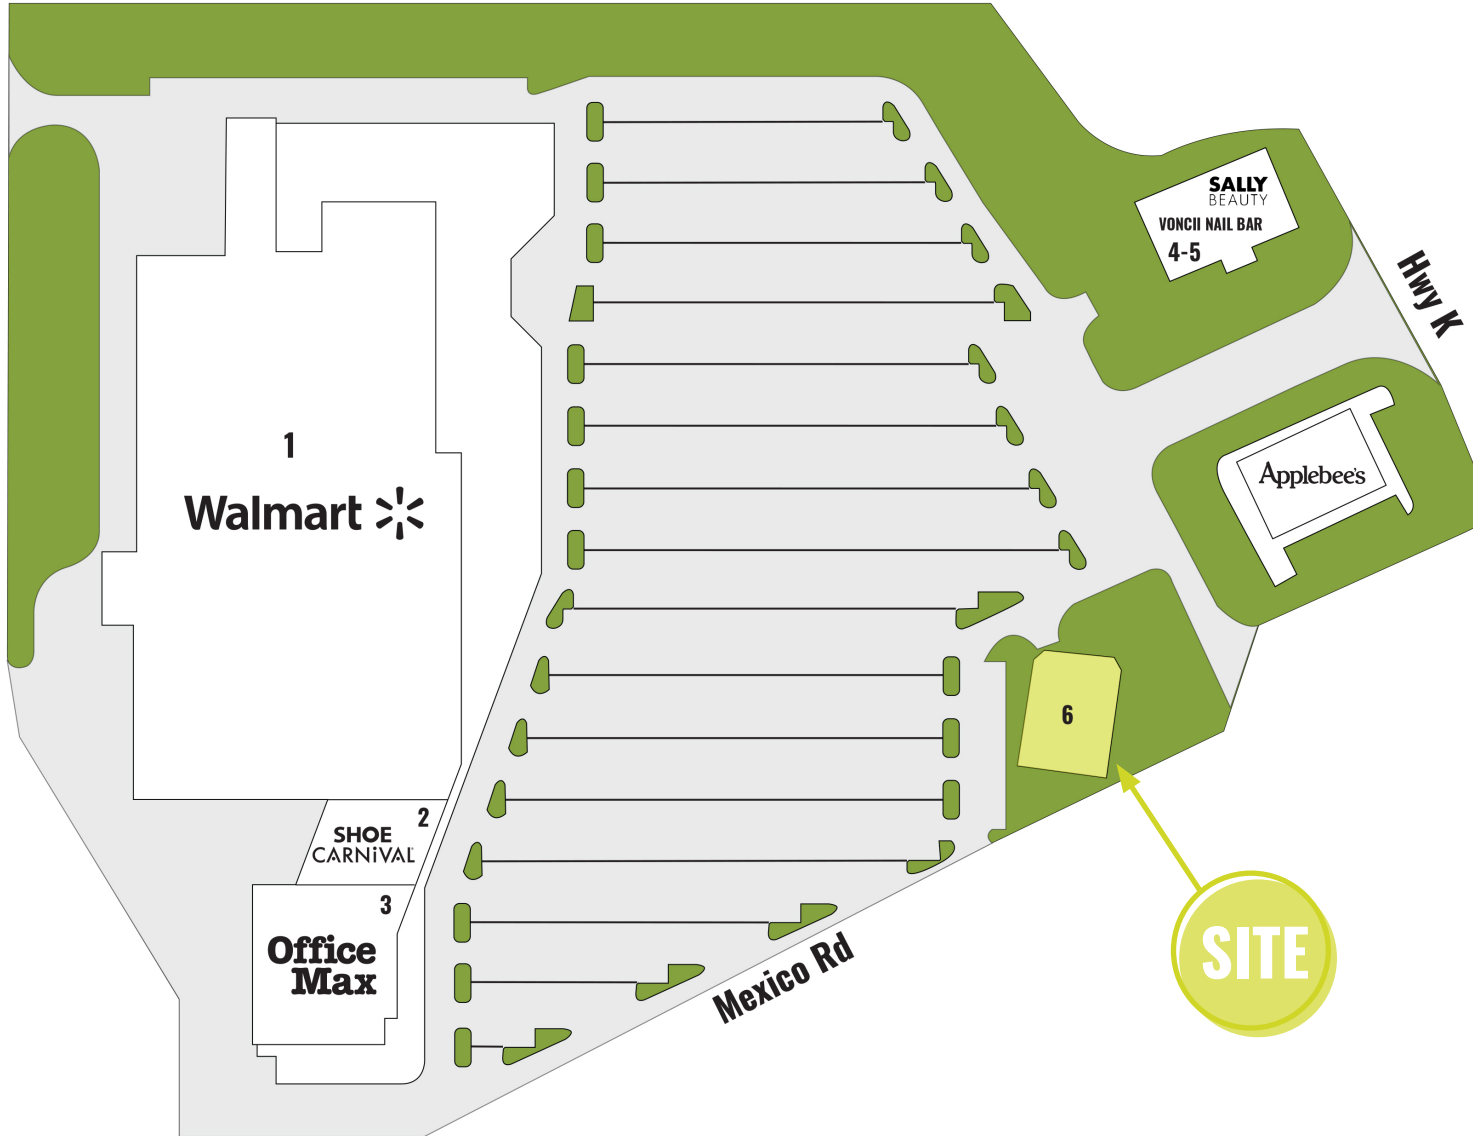 SALLY
BEAUTY
VONCII NAIL BAR
4-5
Hwy K
1
Walmart
Applebee's
6
2
SHOE
CARNiVAL
3
Office
Max
Mexico Rd
SITE